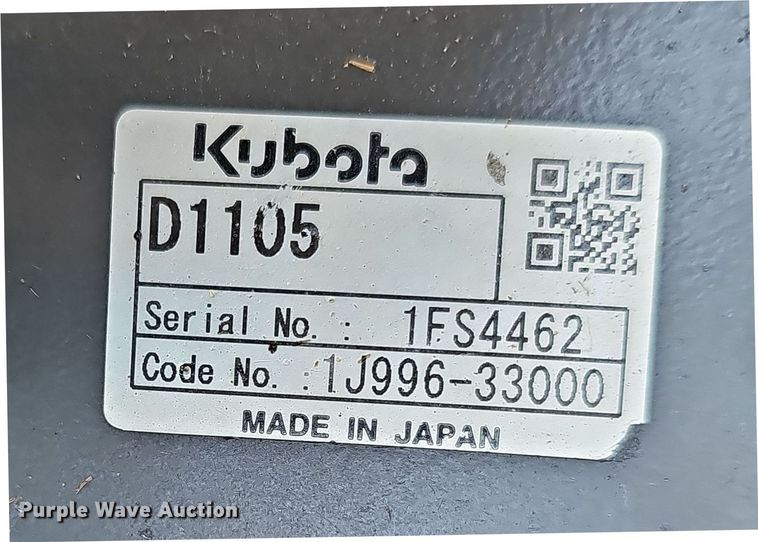 Kubota
D1105
Serial No. : 1FS4462
Code No. : 1J996-33000
MADE IN JAPAN
Purple Wave Auction